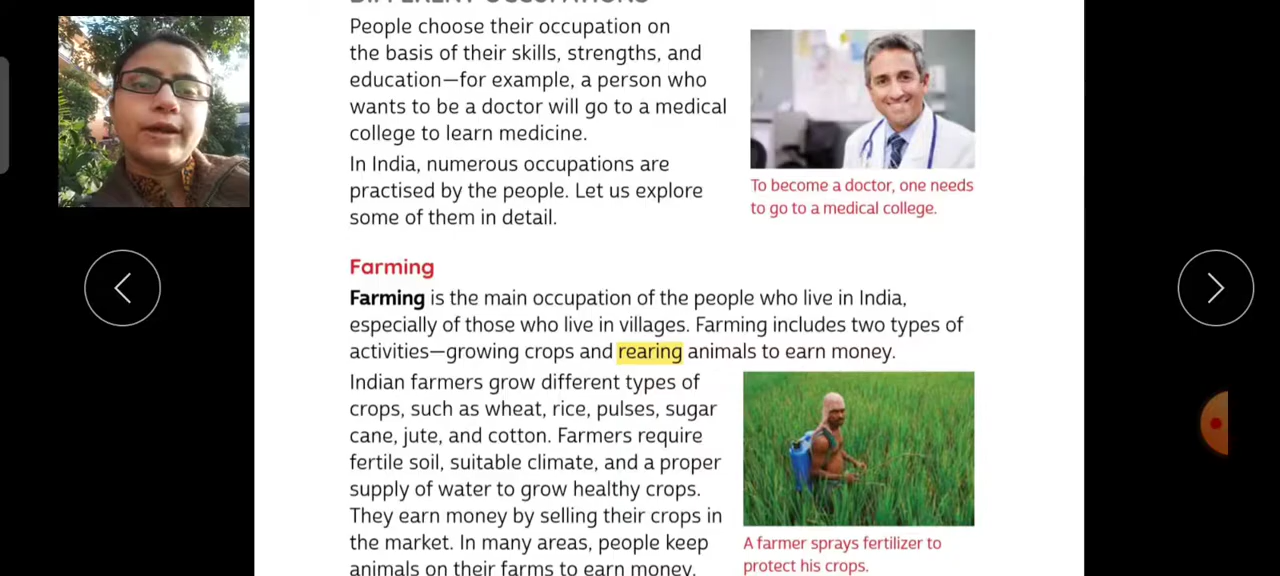 DIFFERENT OCCUPATIONS
People choose their occupation on
the basis of their skills, strengths, and
education—for example, a person who
wants to be a doctor will go to a medical
college to learn medicine.
In India, numerous occupations are
practised by the people. Let us explore
some of them in detail.
To become a doctor, one needs
to go to a medical college.
Farming
Farming is the main occupation of the people who live in India,
especially of those who live in villages. Farming includes two types of
activities—growing crops and rearing animals to earn money.
Indian farmers grow different types of
crops, such as wheat, rice, pulses, sugar
cane, jute, and cotton. Farmers require
fertile soil, suitable climate, and a proper
supply of water to grow healthy crops.
They earn money by selling their crops in
the market. In many areas, people keep
animals on their farms to earn money.
A farmer sprays fertilizer to
protect his crops.